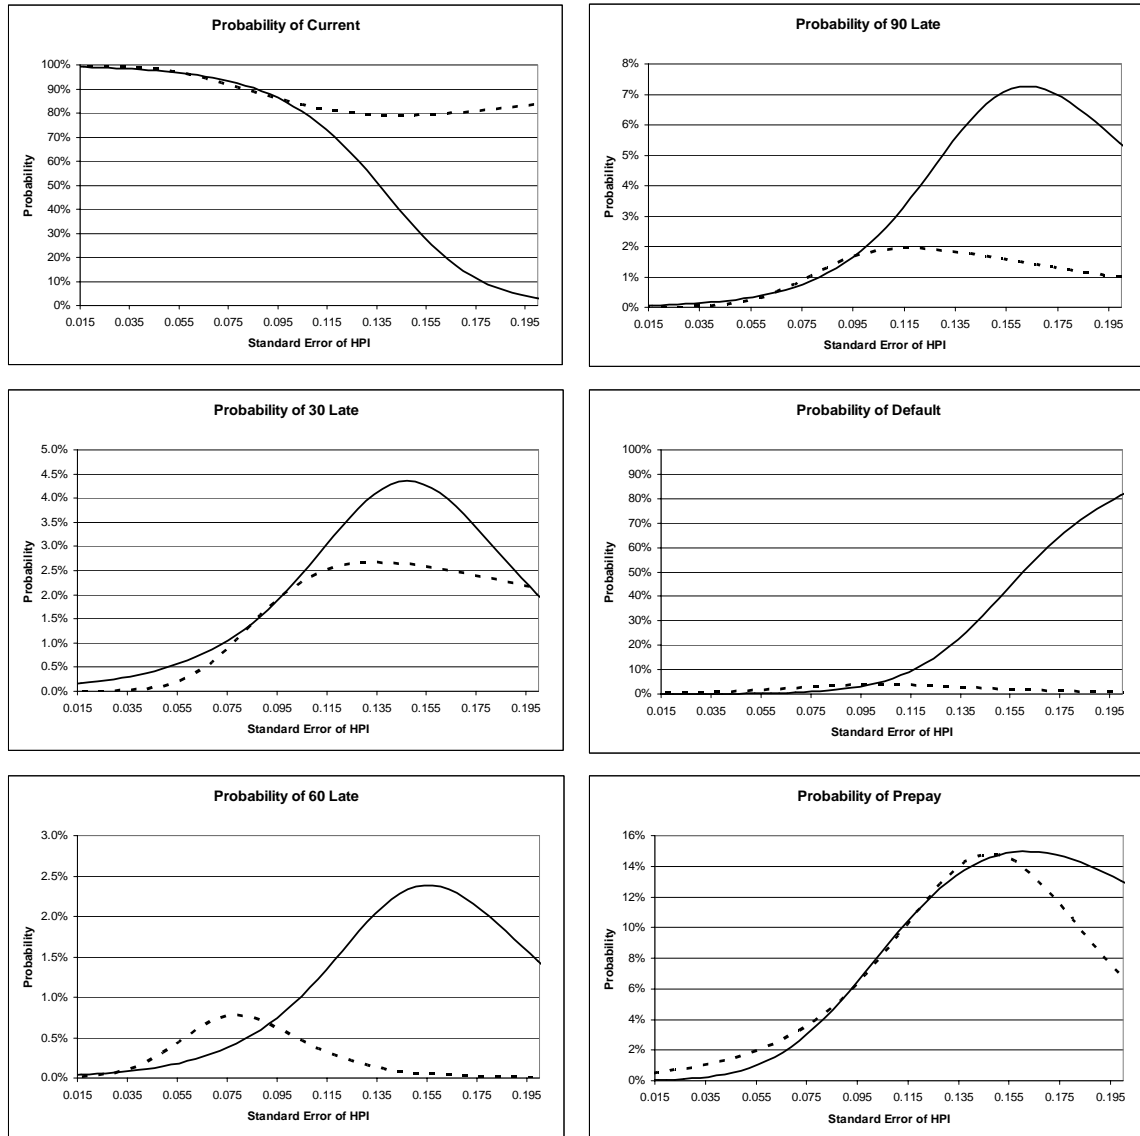 Probability of Current
100%
90%
80%
70%
60%
50%
40%
30%
20%
10%
0%
Probability
0.015 0.035 0.055 0.075 0.095 0.115 0.135 0.155 0.175 0.195
Standard Error of HPI
Probability of 90 Late
8%
7%
6%
5%
4%
3%
2%
1%
0%
Probability
0.015 0.035 0.055 0.075 0.095 0.115 0.135 0.155 0.175 0.195
Standard Error of HPI
Probability of 30 Late
5.0%
4.5%
4.0%
3.5%
3.0%
2.5%
2.0%
1.5%
1.0%
0.5%
0.0%
Probability
0.015 0.035 0.055 0.075 0.095 0.115 0.135 0.155 0.175 0.195
Standard Error of HPI
Probability of Default
100%
90%
80%
70%
60%
50%
40%
30%
20%
10%
0%
Probability
0.015 0.035 0.055 0.075 0.095 0.115 0.135 0.155 0.175 0.195
Standard Error of HPI
Probability of 60 Late
3.0%
2.5%
2.0%
1.5%
1.0%
0.5%
0.0%
Probability
0.015 0.035 0.055 0.075 0.095 0.115 0.135 0.155 0.175 0.195
Standard Error of HPI
Probability of Prepay
16%
14%
12%
10%
8%
6%
4%
2%
0%
Probability
0.015 0.035 0.055 0.075 0.095 0.115 0.135 0.155 0.175 0.195
Standard Error of HPI